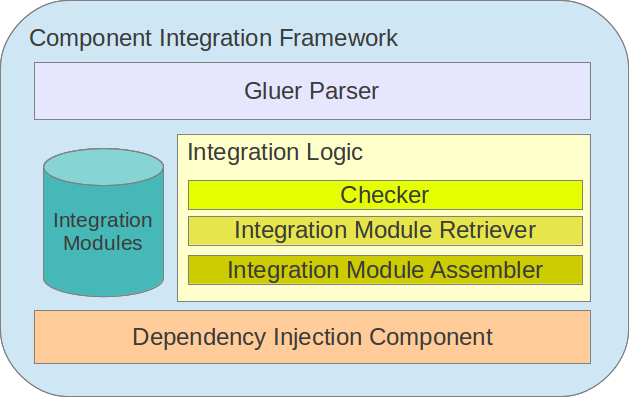 Component Integration Framework
Gluer Parser
Integration Logic
Checker
Integration Modules
Integration Module Retriever
Integration Module Assembler
Dependency Injection Component